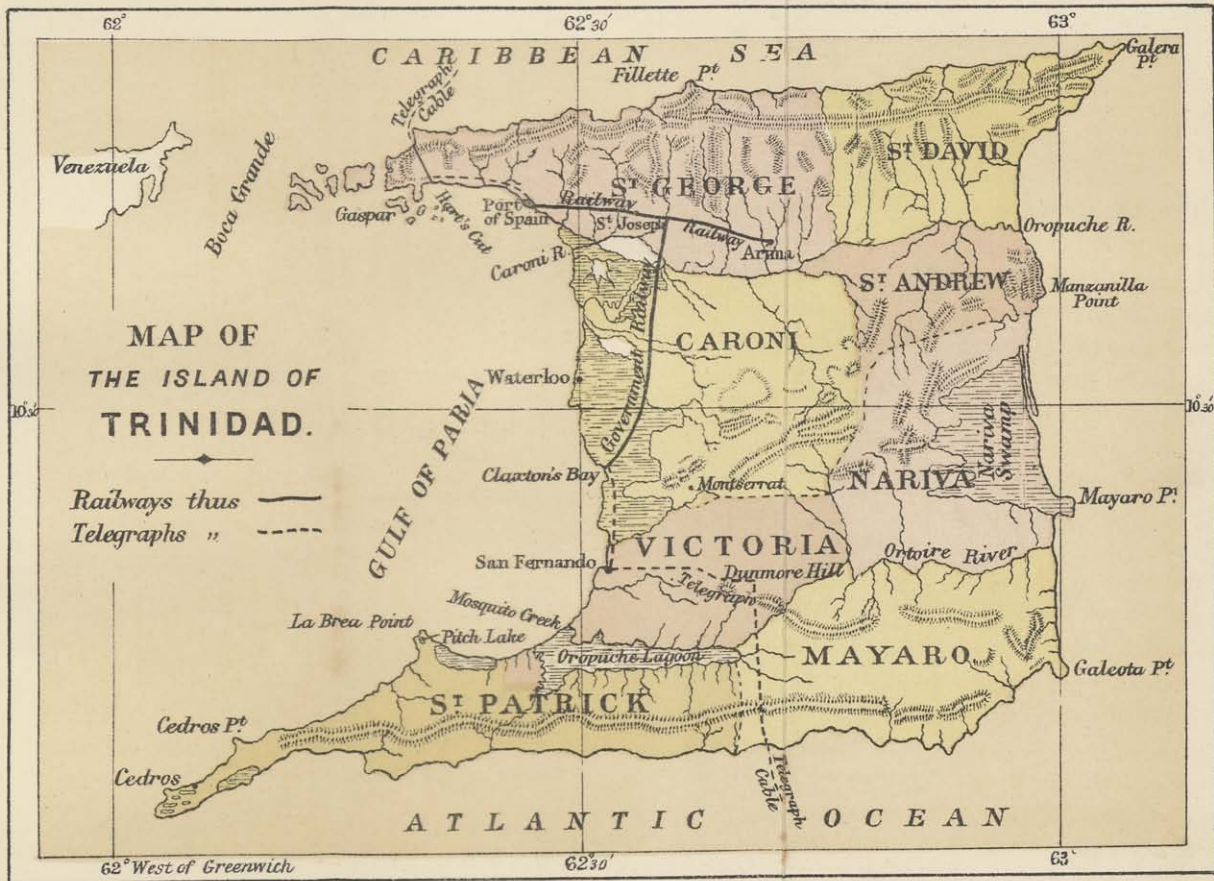 62°
62° 30'
63°
CARIBBEAN SEA
Galera
Pt
Fillette Pt
Telegraph
Cable
Venezuela
Boca Grande
ST DAVID
ST GEORGE
Gaspar
Hart's Cut
Port
of Spain
Railway
St Joseph
Railway
Arima
Oropuche R.
Caroni R.
ST ANDREW
Manzanilla
Point
MAP OF
THE ISLAND OF
TRINIDAD.
CARONI
Government Railway
Waterloo
10°30'
10°30'
GULF OF PARIA
Nariva
Swamp
Claxton's Bay
Montserrat
NARIVA
Mayaro Pt
Railways thus
Telegraphs "
VICTORIA
Ortoire River
San Fernando
Dunmore Hill
Telegraph
Mosquito Creek
La Brea Point
Pitch Lake
Oropuche Lagoon
MAYARO
Galeota Pt
ST PATRICK
Cedros Pt
Cedros
Telegraph
Cable
ATLANTIC OCEAN
62° West of Greenwich
62°30'
63°